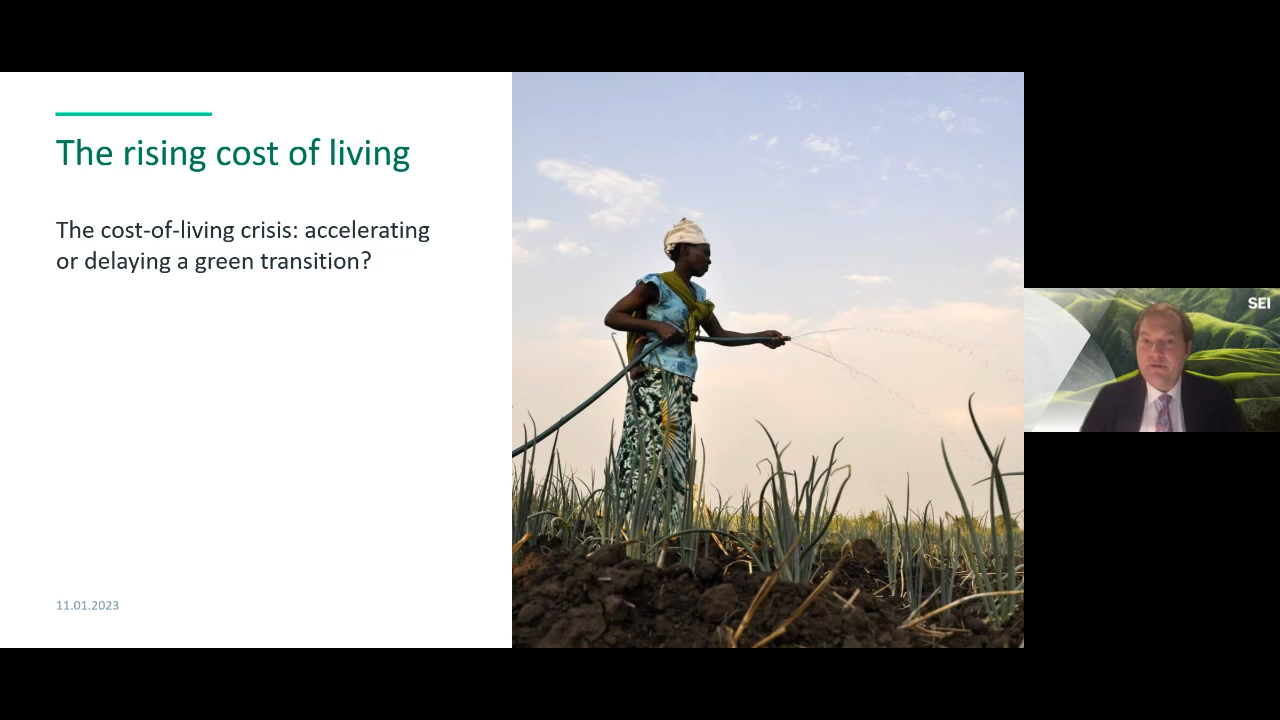 The rising cost of living
The cost-of-living crisis: accelerating
or delaying a green transition?
11.01.2023
SEI